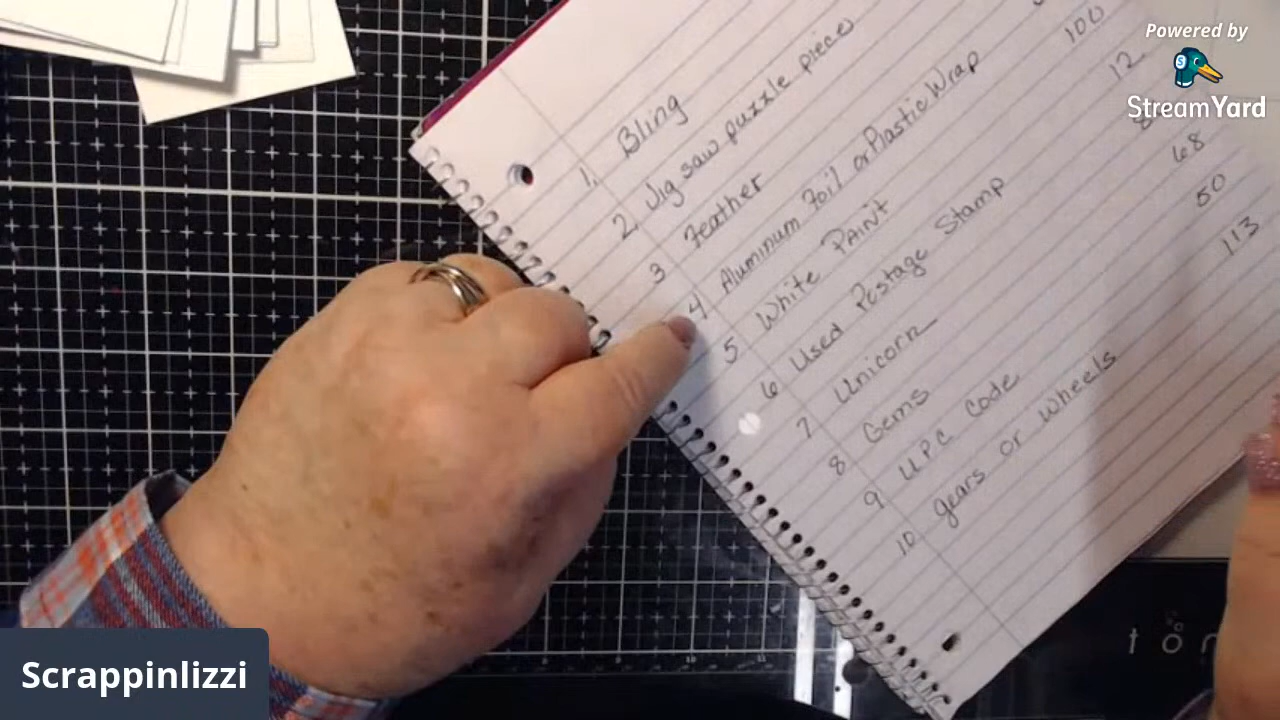 Powered by
StreamYard
1. Bling
2. Jigsaw puzzle piece
3 Feather
4 Aluminum Foil or Plastic Wrap 100
5 White PAINT 12
6 Used Postage Stamp
7 Unicorn 68
8 Gems 50
9 UPC Code 113
10 gears or wheels
Scrappinlizzi